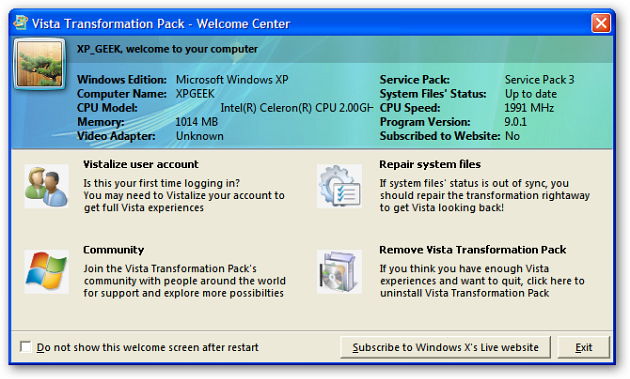 Vista Transformation Pack - Welcome Center
XP_GEEK, welcome to your computer
Windows Edition: Microsoft Windows XP
Service Pack: Service Pack 3
Computer Name: XPGEEK
System Files' Status: Up to date
CPU Model: Intel(R) Celeron(R) CPU 2.00GH
CPU Speed: 1991 MHz
Memory: 1014 MB
Program Version: 9.0.1
Video Adapter: Unknown
Subscribed to Website: No
Vistalize user account
Is this your first time logging in?
You may need to Vistalize your account to
get full Vista experiences
Repair system files
If system files' status is out of sync, you
should repair the transformation rightaway
to get Vista looking back!
Community
Join the Vista Transformation Pack's
community with people around the world
for support and explore more possibilties
Remove Vista Transformation Pack
If you think you have enough Vista
experiences and want to quit, click here to
uninstall Vista Transformation Pack
Do not show this welcome screen after restart
Subscribe to Windows X's Live website
Exit